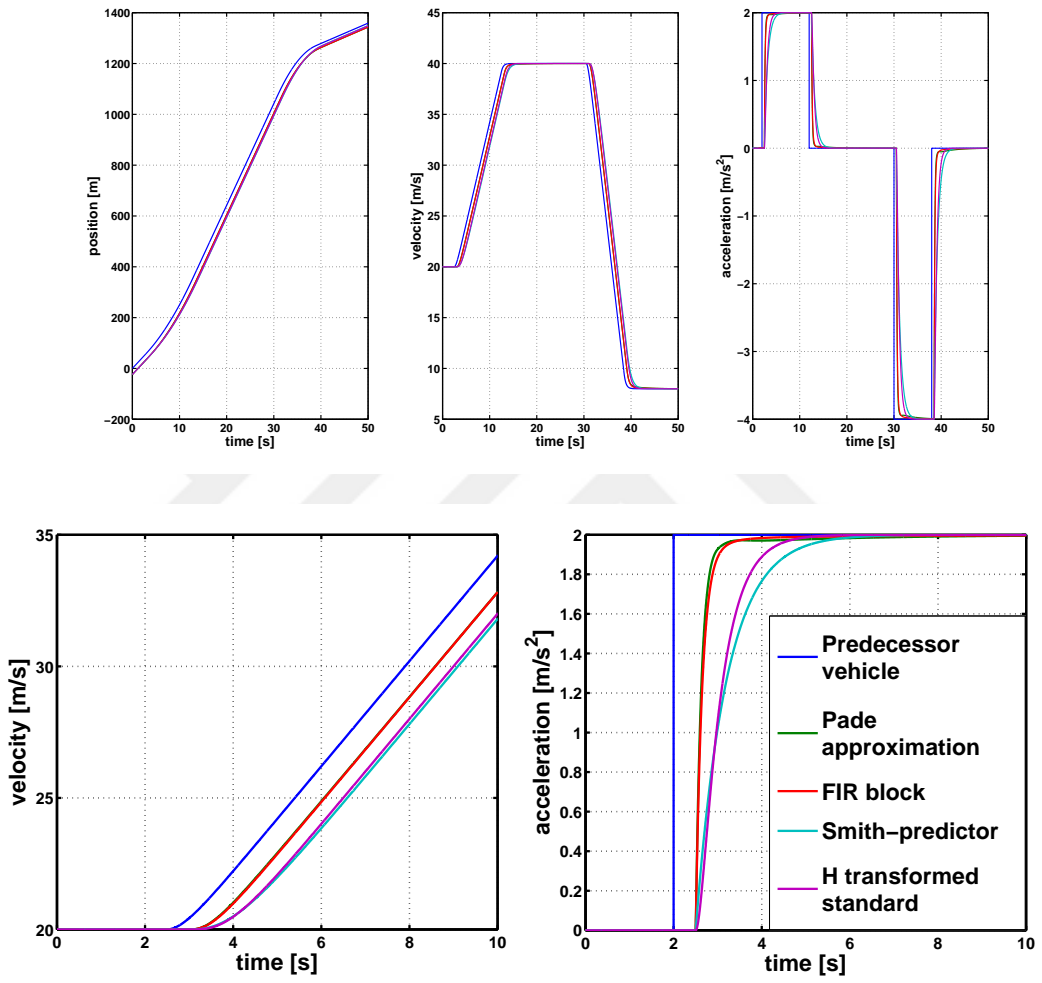 1400
1200
1000
800
600
400
200
0
−200
0 10 20 30 40 50
position [m]
time [s]
45
40
35
30
25
20
15
10
5
0 10 20 30 40 50
velocity [m/s]
time [s]
2
1
0
−1
−2
−3
−4
0 10 20 30 40 50
acceleration [m/s²]
time [s]
35
30
25
20
0 2 4 6 8 10
velocity [m/s]
time [s]
2
1.8
1.6
1.4
1.2
1
0.8
0.6
0.4
0.2
0
0 2 4 6 8 10
acceleration [m/s²]
time [s]
Predecessor
vehicle
Pade
approximation
FIR block
Smith−predictor
H transformed
standard